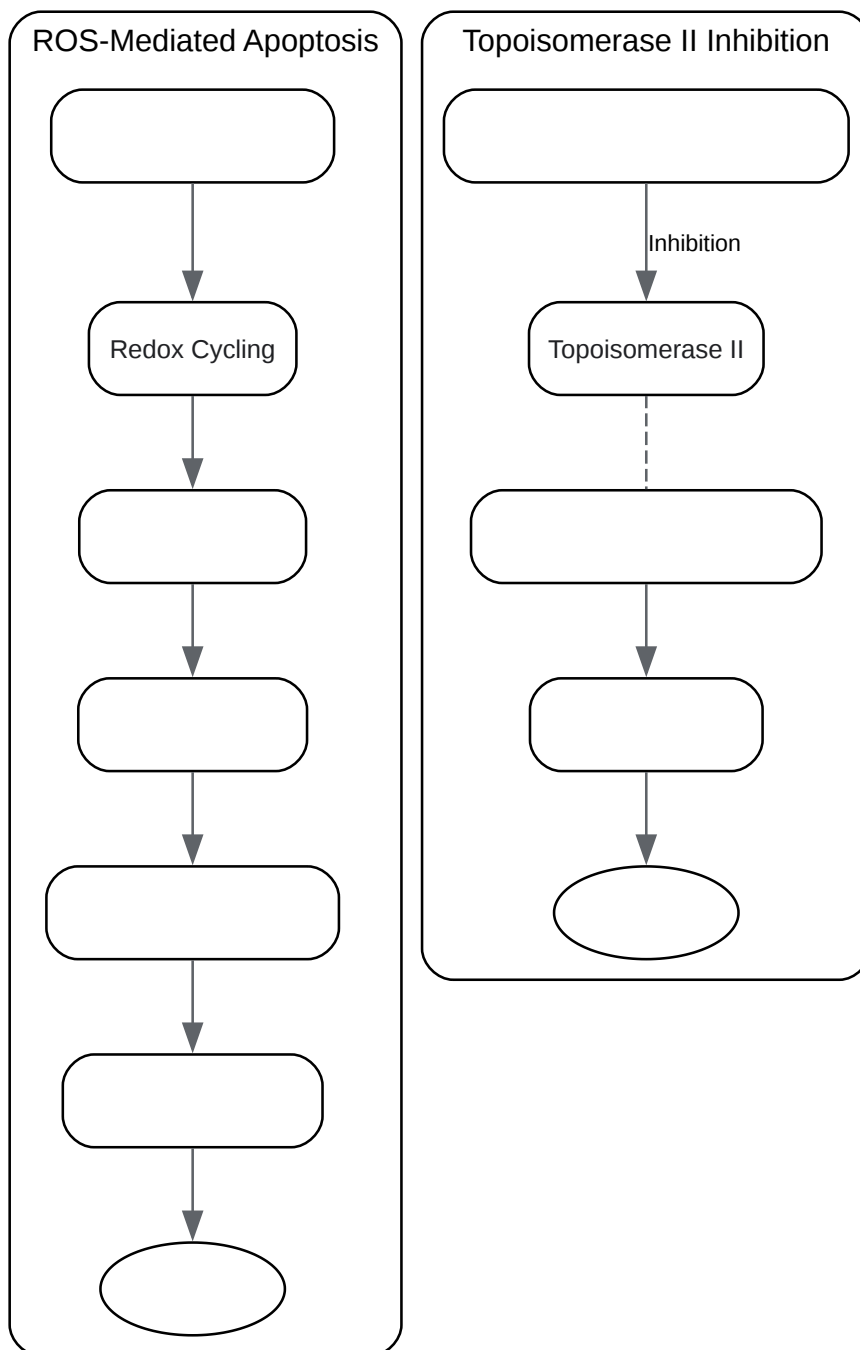 ROS-Mediated Apoptosis
Redox Cycling
Topoisomerase II Inhibition
Inhibition
Topoisomerase II